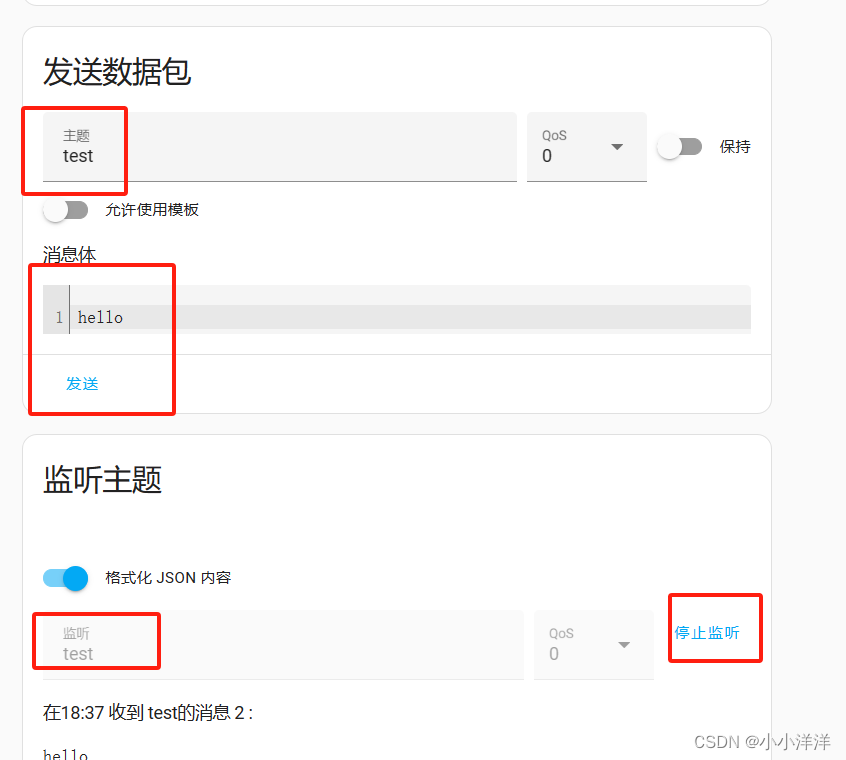 发送数据包
主题
test
QoS
0
保持
允许使用模板
消息体
1 hello
发送
监听主题
格式化 JSON 内容
监听
test
QoS
0
停止监听
在18:37 收到 test的消息 2 :
hello
CSDN @小小洋洋